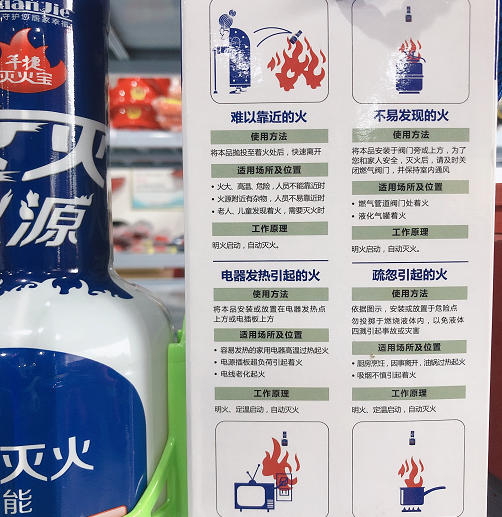 anJie
守护您居家幸福
年捷
灭火宝
灭
源
灭火
能
难以靠近的火
使用方法
将本品抛投至着火处后，快速离开
适用场所及位置
• 火大、高温、危险，人员不能靠近时
• 火源附近有杂物，人员不易靠近时
• 老人、儿童发现着火，需要灭火时
工作原理
明火启动，自动灭火。
不易发现的火
使用方法
将本品安装于阀门旁或上方，为了
您和家人安全，灭火后，请及时关
闭燃气阀门，并保持室内通风
适用场所及位置
• 燃气管道阀门处着火
• 液化气罐着火
工作原理
明火启动，自动灭火。
电器发热引起的火
使用方法
将本品安装或放置在电器发热点
上方或电插板上方
适用场所及位置
• 容易发热的家用电器高温过热起火
• 电源插板超负荷引起着火
• 电线老化起火
工作原理
明火、定温启动，自动灭火
疏忽引起的火
使用方法
依据图示，安装或放置于危险点
勿投掷于燃烧液体内，以免液体
四溅引起事故或灾害
适用场所及位置
• 厨房烹饪，因事离开，油锅过热起火
• 吸烟不慎引起着火
工作原理
明火、定温启动，自动灭火